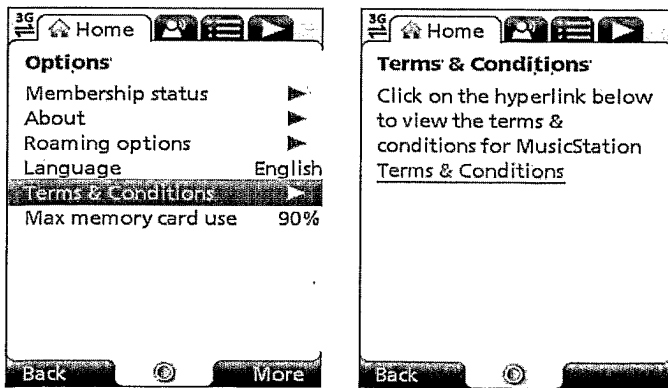 3G
Home
Options
Membership status
About
Roaming options
Language English
Terms & Conditions
Max memory card use 90%
Back More
3G
Home
Terms & Conditions
Click on the hyperlink below
to view the terms &
conditions for MusicStation
Terms & Conditions
Back